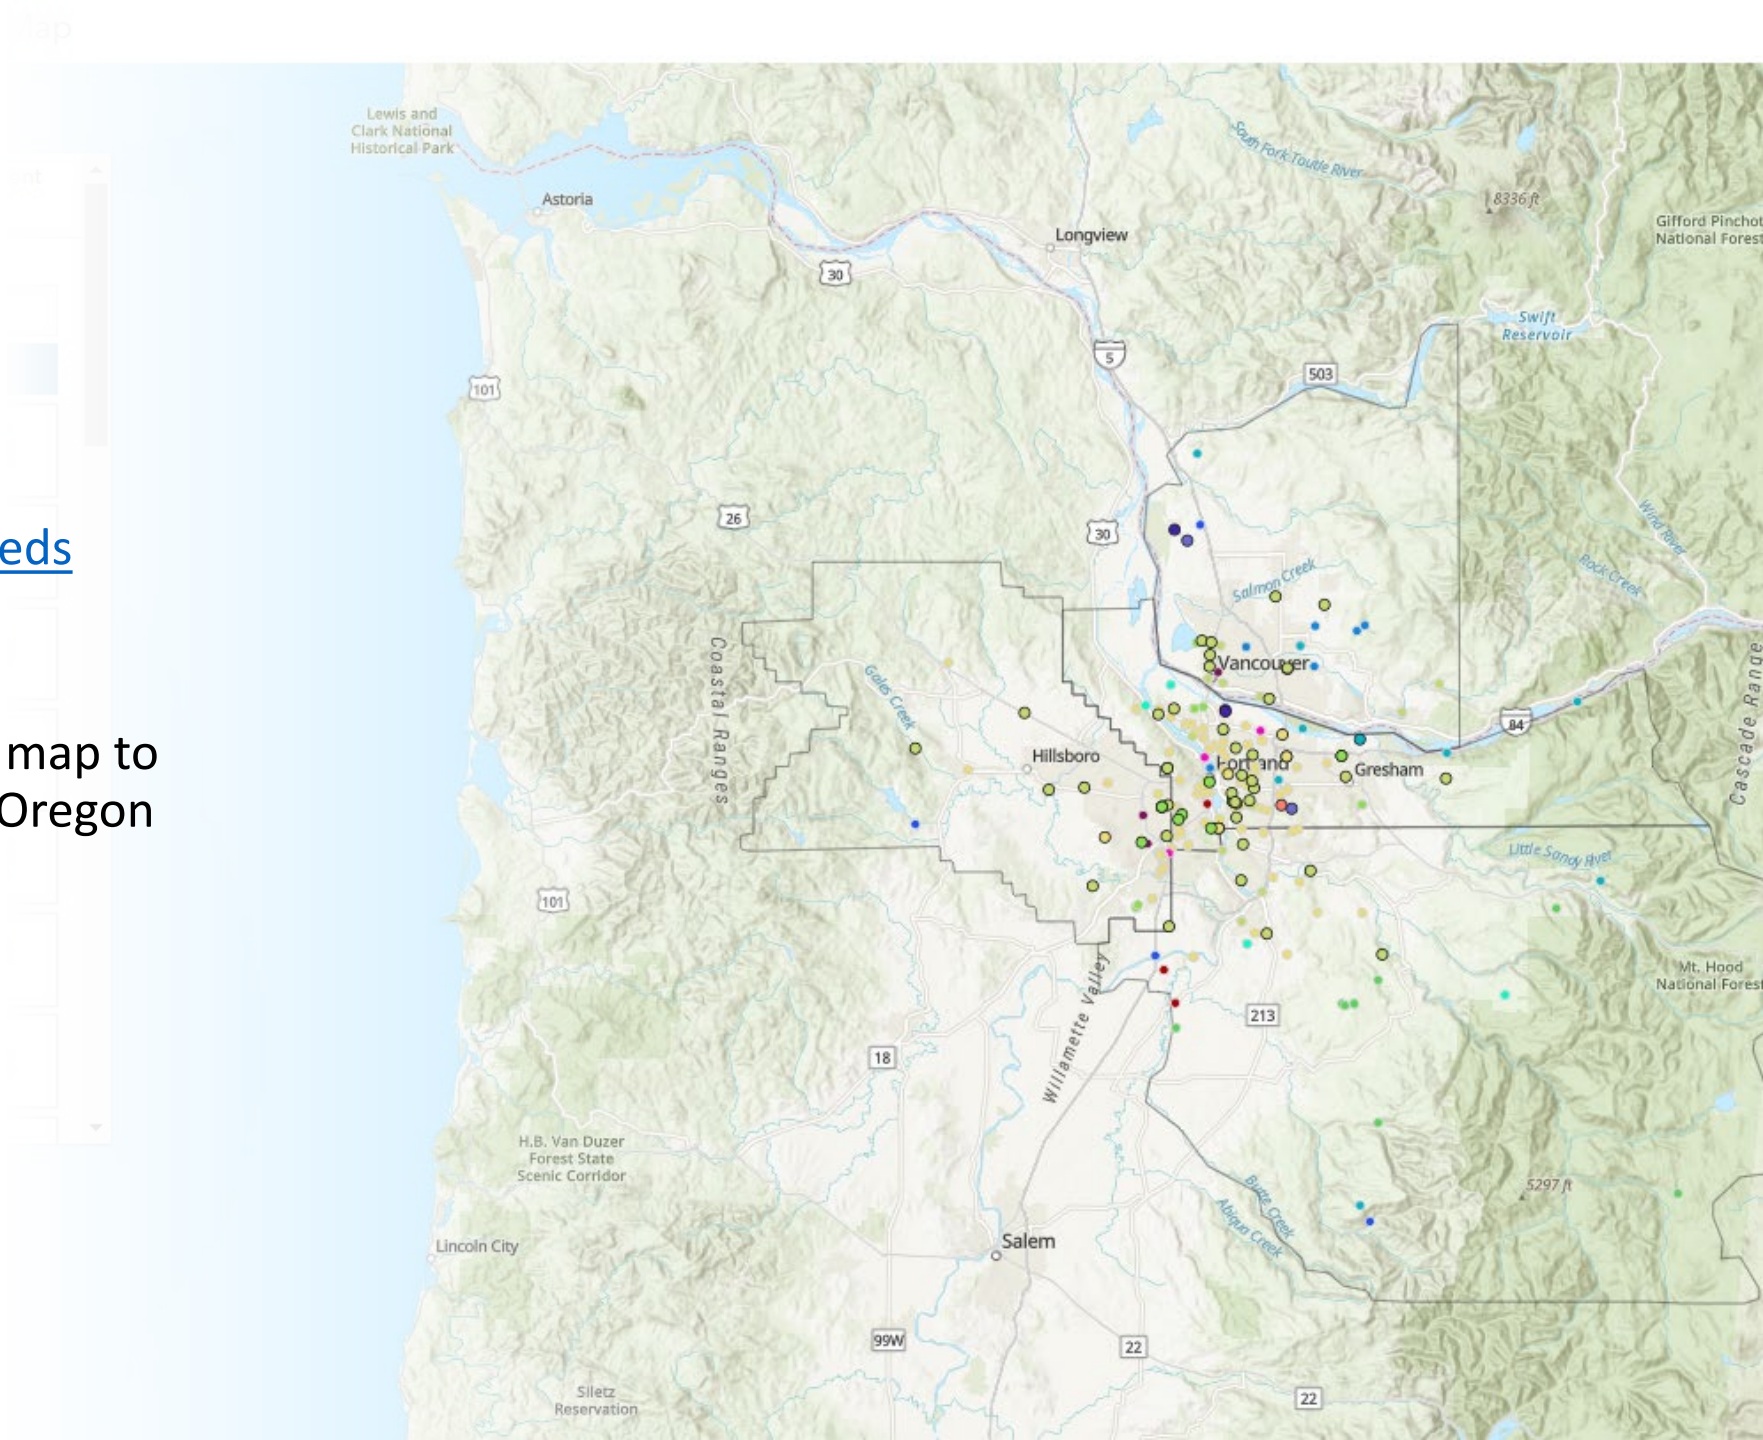 Map
nt
Lewis and
Clark National
Historical Park
Astoria
Longview
30
South Fork Toutle River
8336 ft
Gifford Pinchot
National Forest
Swift
Reservoir
5
503
101
26
30
eds
Wind River
Rock Creek
Salmon Creek
Vancouver
Coastal Ranges
Gales Creek
Cascade Range
84
map to
Oregon
Hillsboro
Portland
Gresham
Little Sandy River
101
Willamette Valley
Mt. Hood
National Forest
213
18
H.B. Van Duzer
Forest State
Scenic Corridor
5297 ft
Butte Creek
Abiqua Creek
Lincoln City
Salem
99W
22
Siletz
Reservation
22